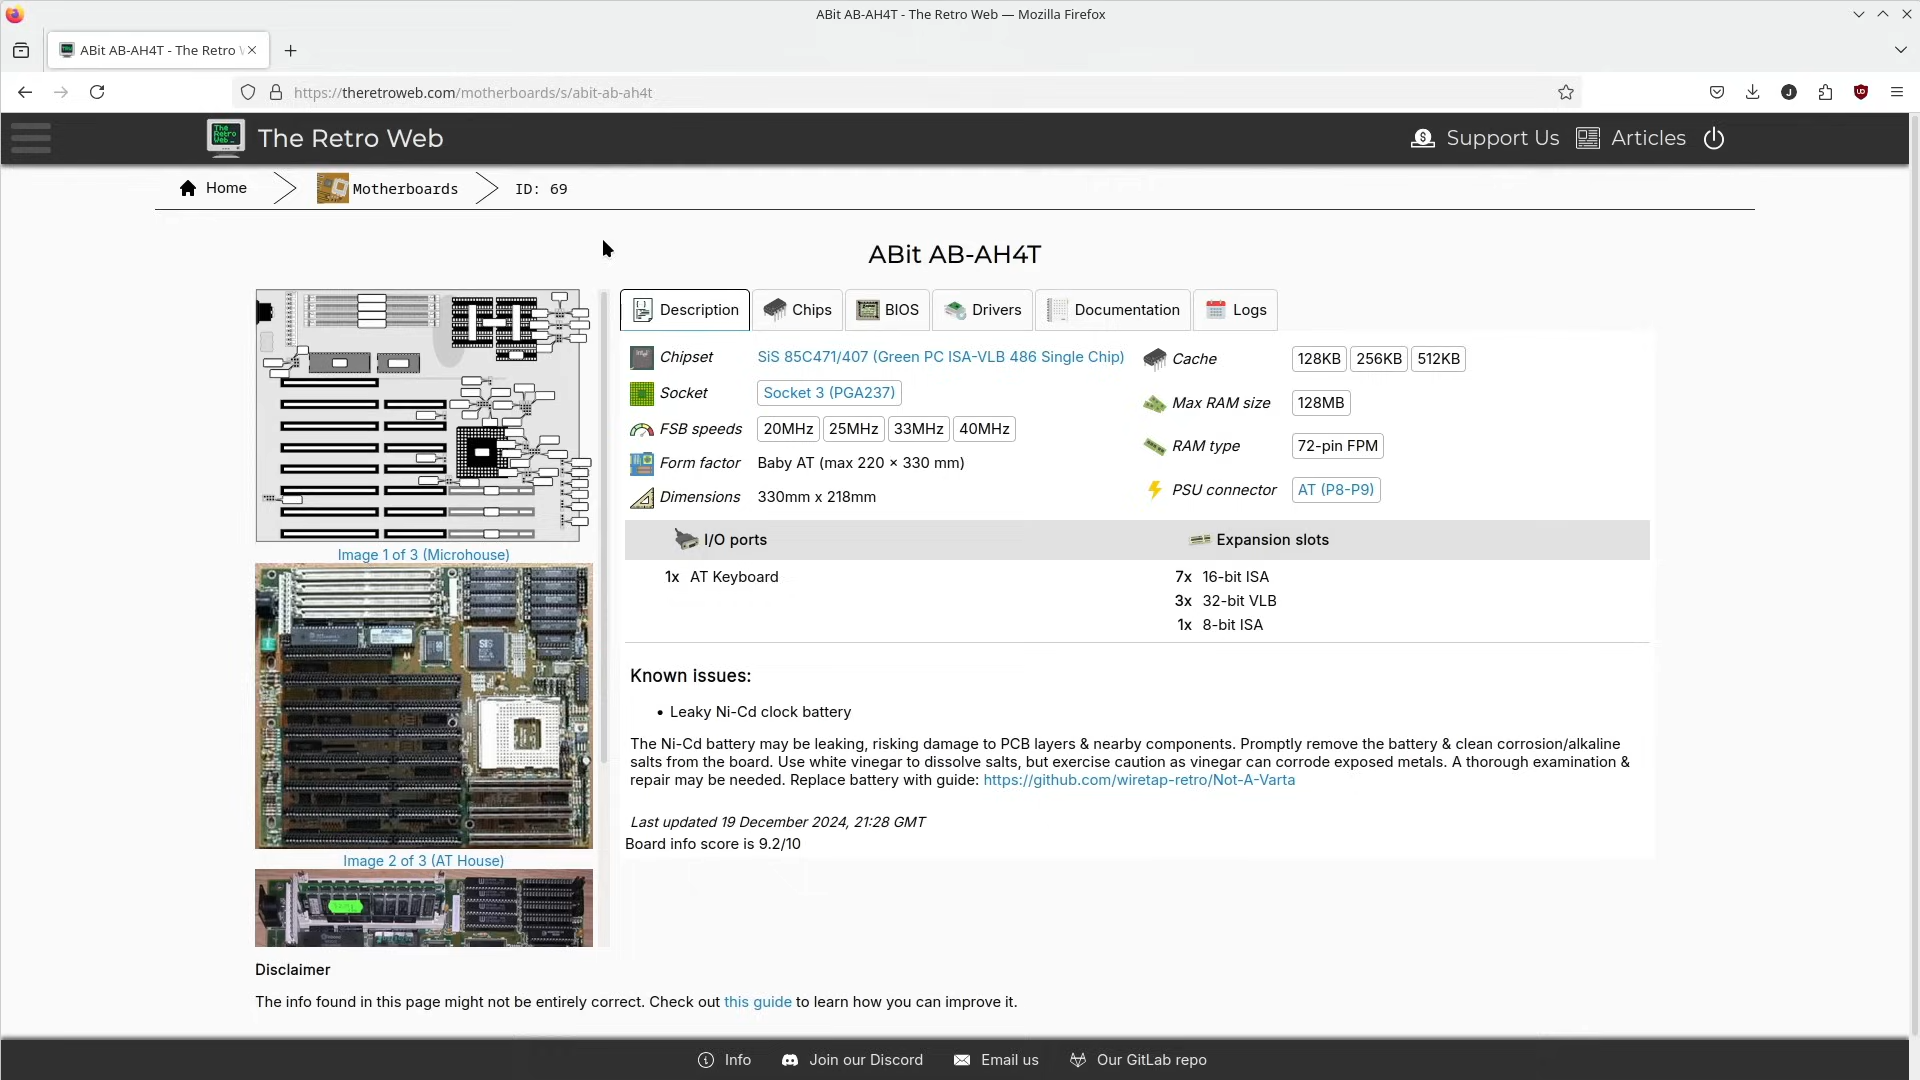 ABit AB-AH4T - The Retro Web — Mozilla Firefox
ABit AB-AH4T - The Retro
https://theretroweb.com/motherboards/s/abit-ab-ah4t
The Retro Web
Support Us
Articles
Home
Motherboards
ID: 69
ABit AB-AH4T
Description
Chips
BIOS
Drivers
Documentation
Logs
Chipset SiS 85C471/407 (Green PC ISA-VLB 486 Single Chip)
Socket Socket 3 (PGA237)
FSB speeds 20MHz 25MHz 33MHz 40MHz
Form factor Baby AT (max 220 × 330 mm)
Dimensions 330mm x 218mm
Cache 128KB 256KB 512KB
Max RAM size 128MB
RAM type 72-pin FPM
PSU connector AT (P8-P9)
I/O ports
1x AT Keyboard
Expansion slots
7x 16-bit ISA
3x 32-bit VLB
1x 8-bit ISA
Image 1 of 3 (Microhouse)
Image 2 of 3 (AT House)
Known issues:
• Leaky Ni-Cd clock battery
The Ni-Cd battery may be leaking, risking damage to PCB layers & nearby components. Promptly remove the battery & clean corrosion/alkaline
salts from the board. Use white vinegar to dissolve salts, but exercise caution as vinegar can corrode exposed metals. A thorough examination &
repair may be needed. Replace battery with guide: https://github.com/wiretap-retro/Not-A-Varta
Last updated 19 December 2024, 21:28 GMT
Board info score is 9.2/10
Disclaimer
The info found in this page might not be entirely correct. Check out this guide to learn how you can improve it.
Info
Join our Discord
Email us
Our GitLab repo